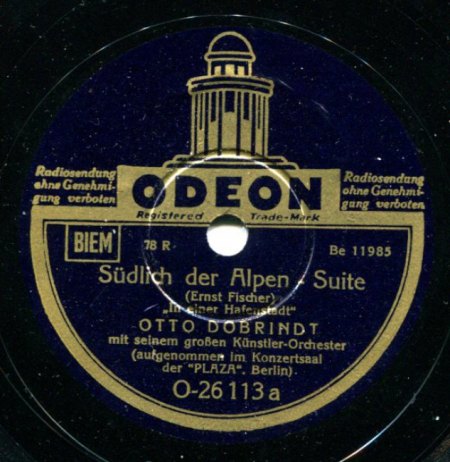 Radiosendung
ohne Genehmi-
gung verboten
Radiosendung
ohne Genehmi-
gung verboten
ODEON
Registered Trade-Mark
BIEM
78 R
Be 11985
Südlich der Alpen - Suite
(Ernst Fischer)
„In einer Hafenstadt"
OTTO DOBRINDT
mit seinem großen Künstler-Orchester
(aufgenommen im Konzertsaal
der "PLAZA", Berlin)
O-26113a